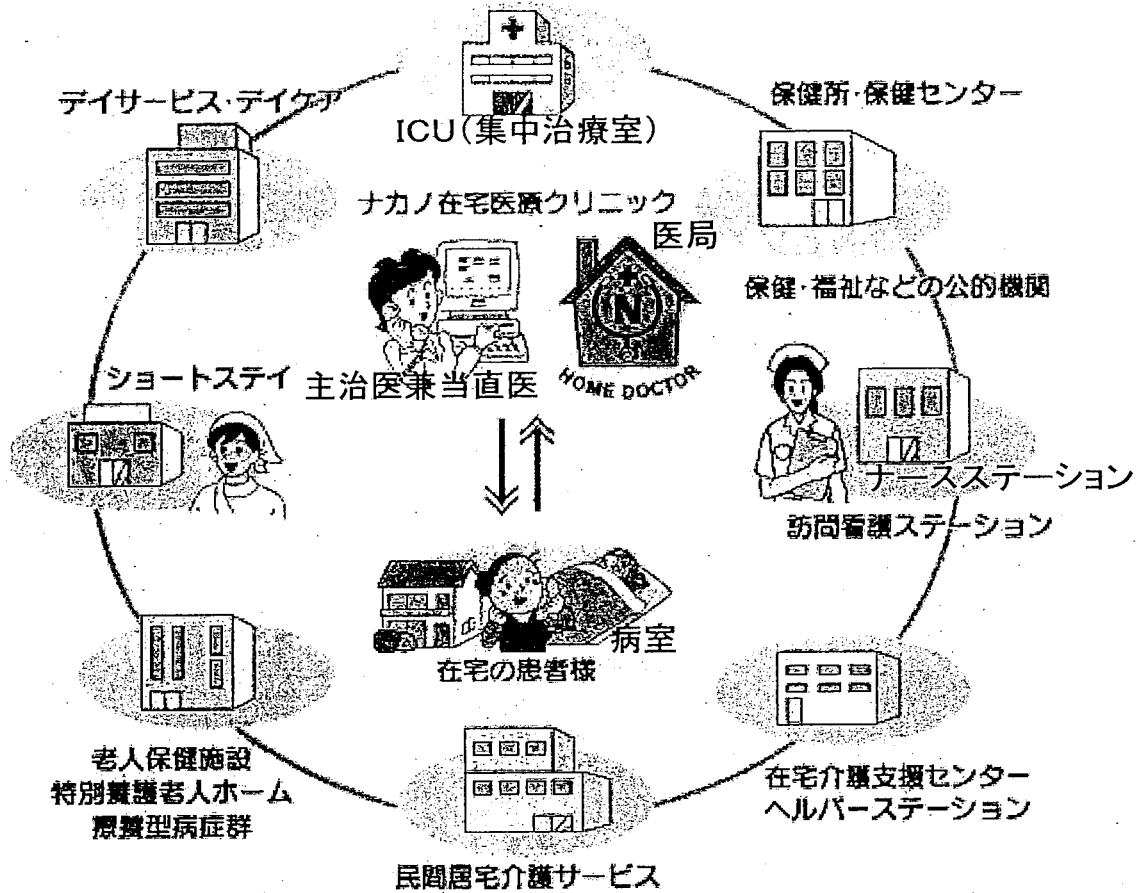 デイサービス・デイケア
ICU(集中治療室)
保健所・保健センター
ナカノ在宅医療クリニック
医局
N
HOME DOCTOR
主治医兼当直医
保健・福祉などの公的機関
ショートステイ
ナースステーション
訪問看護ステーション
病室
在宅の患者様
老人保健施設
特別養護老人ホーム
療養型病症群
在宅介護支援センター
ヘルパーステーション
民間居宅介護サービス